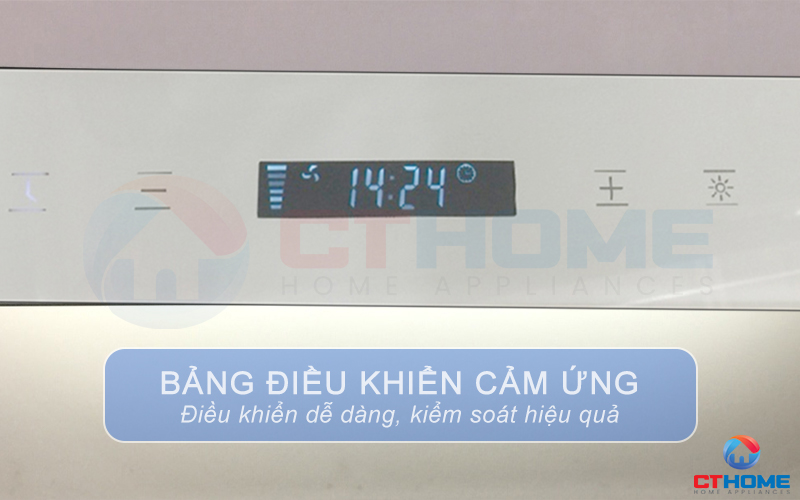 14:24
CTHOME
HOME APPLIANCES
BẢNG ĐIỀU KHIỂN CẢM ỨNG
Điều khiển dễ dàng, kiểm soát hiệu quả
CTHOME
HOME APPLIANCES